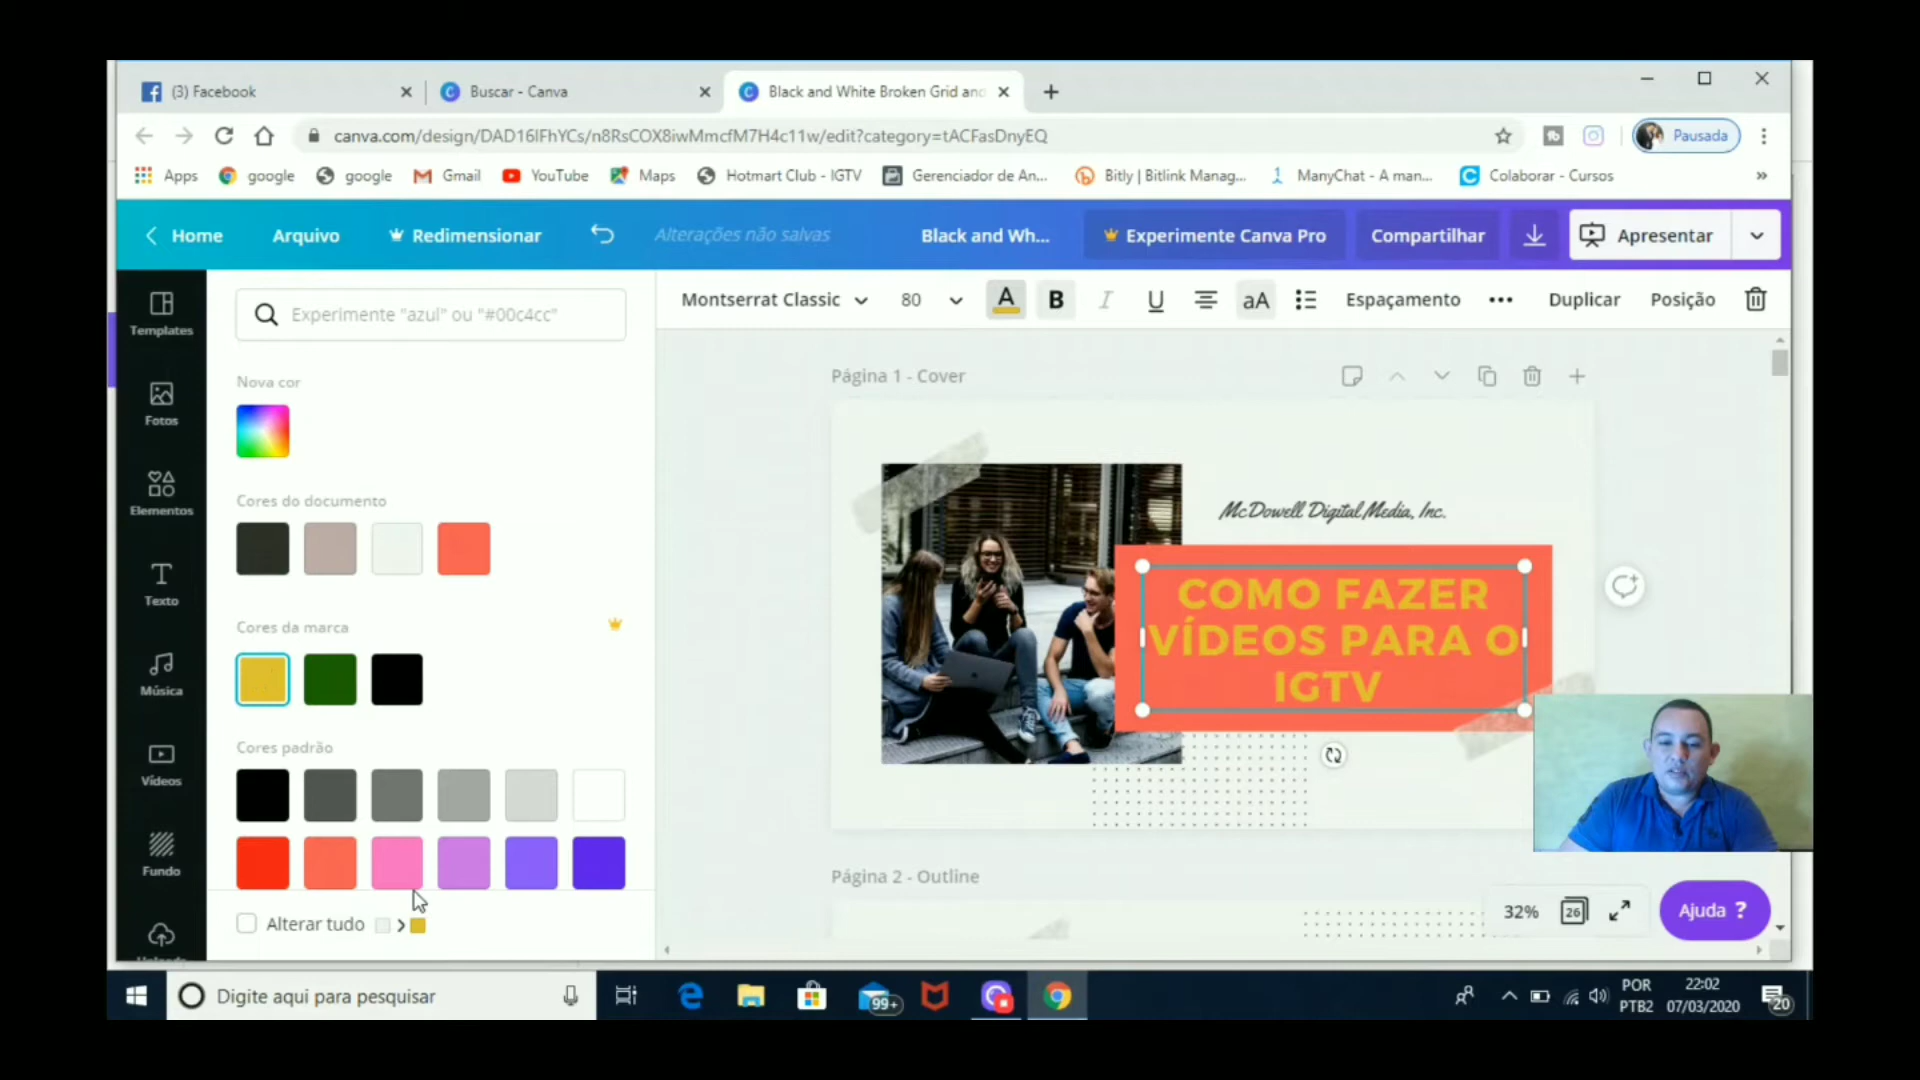 (3) Facebook
Buscar - Canva
Black and White Broken Grid and
canva.com/design/DAD16lFhYCs/n8RsCOX8iwMmcfM7H4c11w/edit?category=tACFasDnyEQ
Pausada
Apps
google
google
Gmail
YouTube
Maps
Hotmart Club - IGTV
Gerenciador de An...
Bitly | Bitlink Manag...
ManyChat - A man...
Colaborar - Cursos
»
Home
Arquivo
Redimensionar
Alterações não salvas
Black and Wh...
Experimente Canva Pro
Compartilhar
Apresentar
Templates
Fotos
Elementos
Texto
Música
Vídeos
Fundo
Experimente "azul" ou "#00c4cc"
Nova cor
Cores do documento
Cores da marca
Cores padrão
Alterar tudo
Montserrat Classic
80
A
B
I
U
aA
Espaçamento
Duplicar
Posição
Página 1 - Cover
McDowell Digital Media, Inc.
COMO FAZER
VÍDEOS PARA O
IGTV
Página 2 - Outline
32%
26
Ajuda ?
Digite aqui para pesquisar
99+
POR
PTB2
22:02
07/03/2020
20